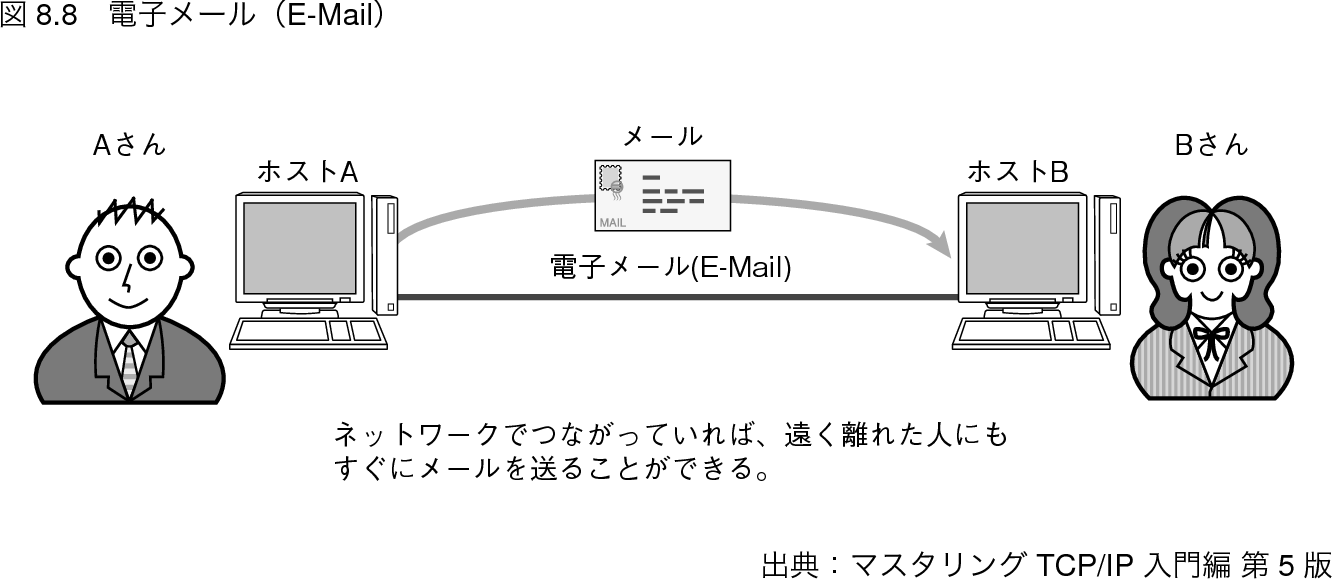 図 8.8　電子メール（E-Mail）
Aさん
ホストA
メール
ホストB
Bさん
MAIL
電子メール(E-Mail)
ネットワークでつながっていれば、遠く離れた人にも
すぐにメールを送ることができる。
出典：マスタリング TCP/IP 入門編 第 5 版